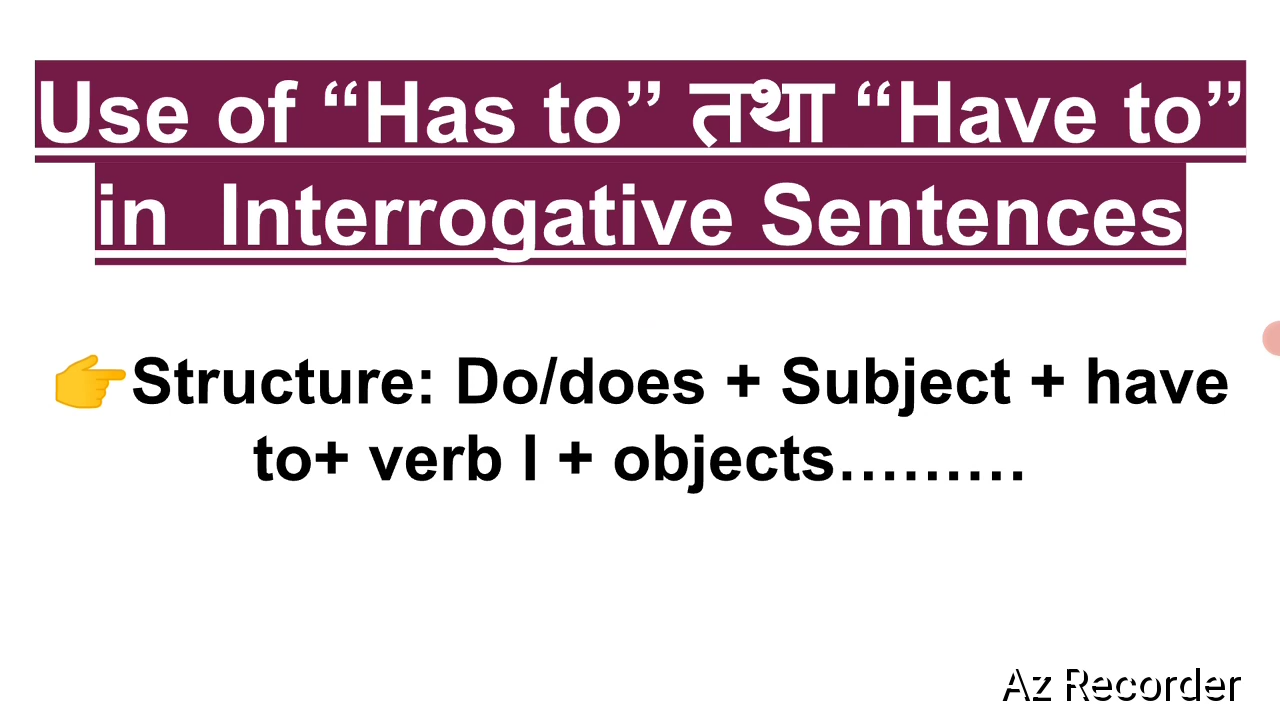 Use of “Has to” तथा “Have to”
in Interrogative Sentences
👉Structure: Do/does + Subject + have
to+ verb I + objects………
Az Recorder